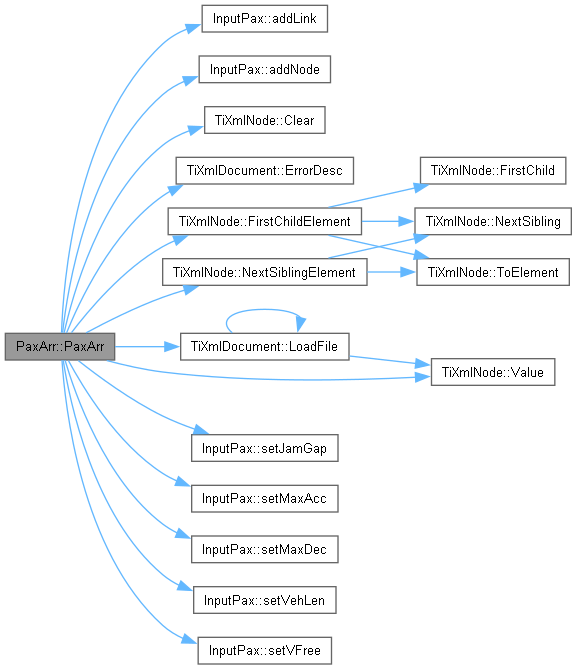 InputPax::addLink
InputPax::addNode
TiXmlNode::Clear
TiXmlDocument::ErrorDesc
TiXmlNode::FirstChild
TiXmlNode::FirstChildElement
TiXmlNode::NextSibling
TiXmlNode::NextSiblingElement
TiXmlNode::ToElement
PaxArr::PaxArr
TiXmlDocument::LoadFile
TiXmlNode::Value
InputPax::setJamGap
InputPax::setMaxAcc
InputPax::setMaxDec
InputPax::setVehLen
InputPax::setVFree